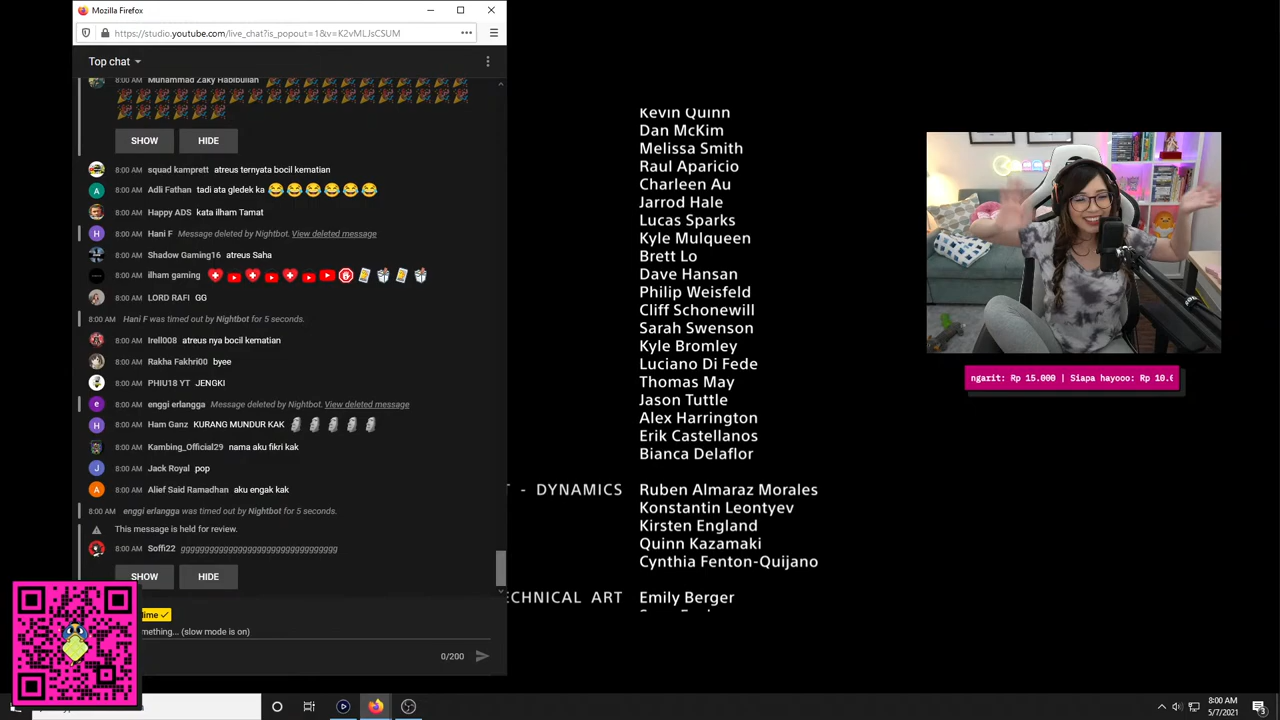 Mozilla Firefox
https://studio.youtube.com/live_chat?is_popout=1&v=K2vMLJsCSUM
Top chat
8:00 AM Muhammad Zaky Habibullah
SHOW HIDE
8:00 AM squad kamprett atreus ternyata bocil kematian
8:00 AM Adli Fathan tadi ata gledek ka
8:00 AM Happy ADS kata ilham Tamat
8:00 AM Hani F Message deleted by Nightbot. View deleted message
8:00 AM Shadow Gaming16 atreus Saha
8:00 AM ilham gaming
8:00 AM LORD RAFI GG
8:00 AM Hani F was timed out by Nightbot for 5 seconds.
8:00 AM Irell008 atreus nya bocil kematian
8:00 AM Rakha Fakhri00 byee
8:00 AM PHIU18 YT JENGKI
8:00 AM enggi erlangga Message deleted by Nightbot. View deleted message
8:00 AM Ham Ganz KURANG MUNDUR KAK
8:00 AM Kambing_Official29 nama aku fikri kak
8:00 AM Jack Royal pop
8:00 AM Alief Said Ramadhan aku engak kak
8:00 AM enggi erlangga was timed out by Nightbot for 5 seconds.
This message is held for review.
8:00 AM Soffi22 ggggggggggggggggggggggggggggggggg
SHOW HIDE
lime
mething... (slow mode is on)
0/200
Kevin Quinn
Dan McKim
Melissa Smith
Raul Aparicio
Charleen Au
Jarrod Hale
Lucas Sparks
Kyle Mulqueen
Brett Lo
Dave Hansan
Philip Weisfeld
Cliff Schonewill
Sarah Swenson
Kyle Bromley
Luciano Di Fede
Thomas May
Jason Tuttle
Alex Harrington
Erik Castellanos
Bianca Delaflor
T - DYNAMICS Ruben Almaraz Morales
Konstantin Leontyev
Kirsten England
Quinn Kazamaki
Cynthia Fenton-Quijano
ECHNICAL ART Emily Berger
ngarit: Rp 15.000 | Siapa hayooo: Rp 10.0
8:00 AM
5/7/2021